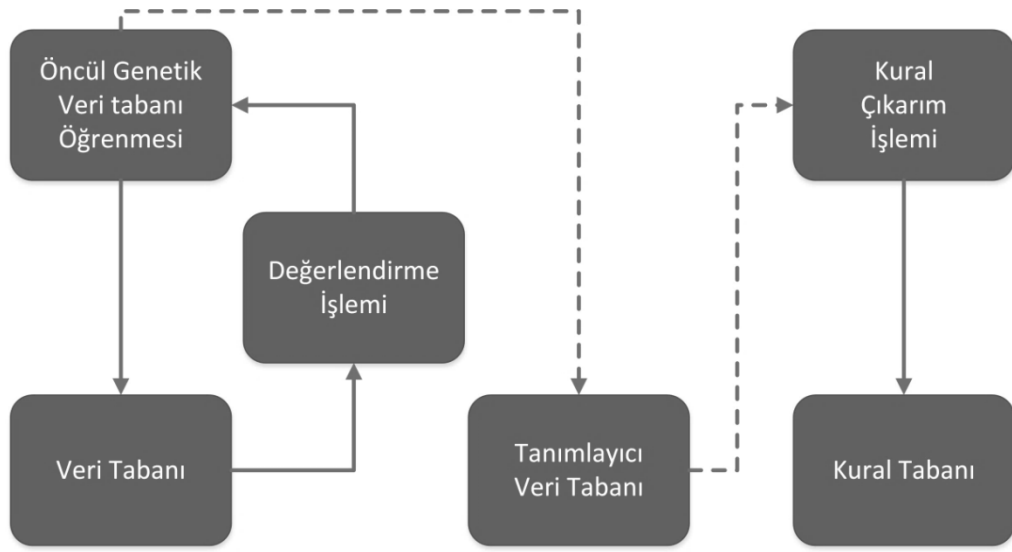 Öncül Genetik
Veri tabanı
Öğrenmesi
Kural
Çıkarım
İşlemi
Değerlendirme
İşlemi
Veri Tabanı
Tanımlayıcı
Veri Tabanı
Kural Tabanı